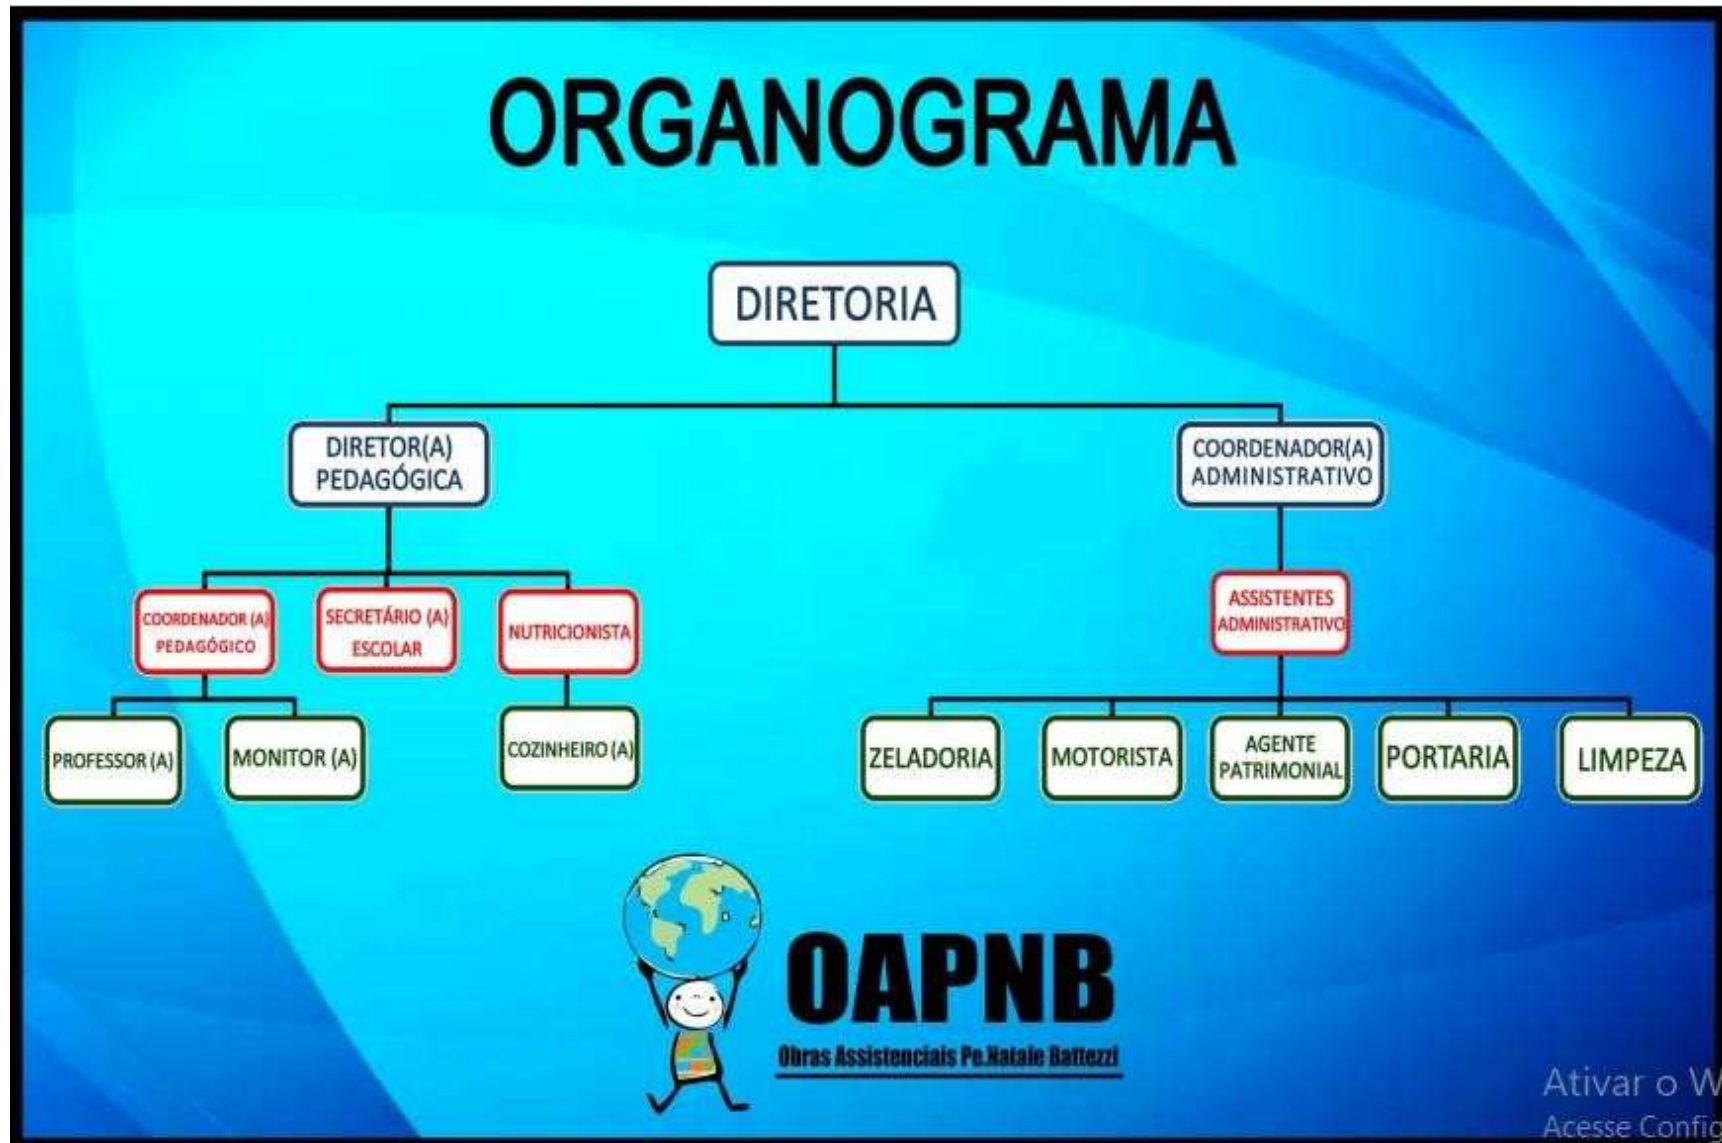 ORGANOGRAMA
DIRETORIA
DIRETOR(A)
PEDAGÓGICA
COORDENADOR(A)
ADMINISTRATIVO
COORDENADOR (A)
PEDAGÓGICO
SECRETÁRIO (A)
ESCOLAR
NUTRICIONISTA
ASSISTENTES
ADMINISTRATIVO
PROFESSOR (A)
MONITOR (A)
COZINHEIRO (A)
ZELADORIA
MOTORISTA
AGENTE
PATRIMONIAL
PORTARIA
LIMPEZA
OAPNB
Obras Assistenciais Pe.Natale Battezzi
Ativar o W
Acesse Config